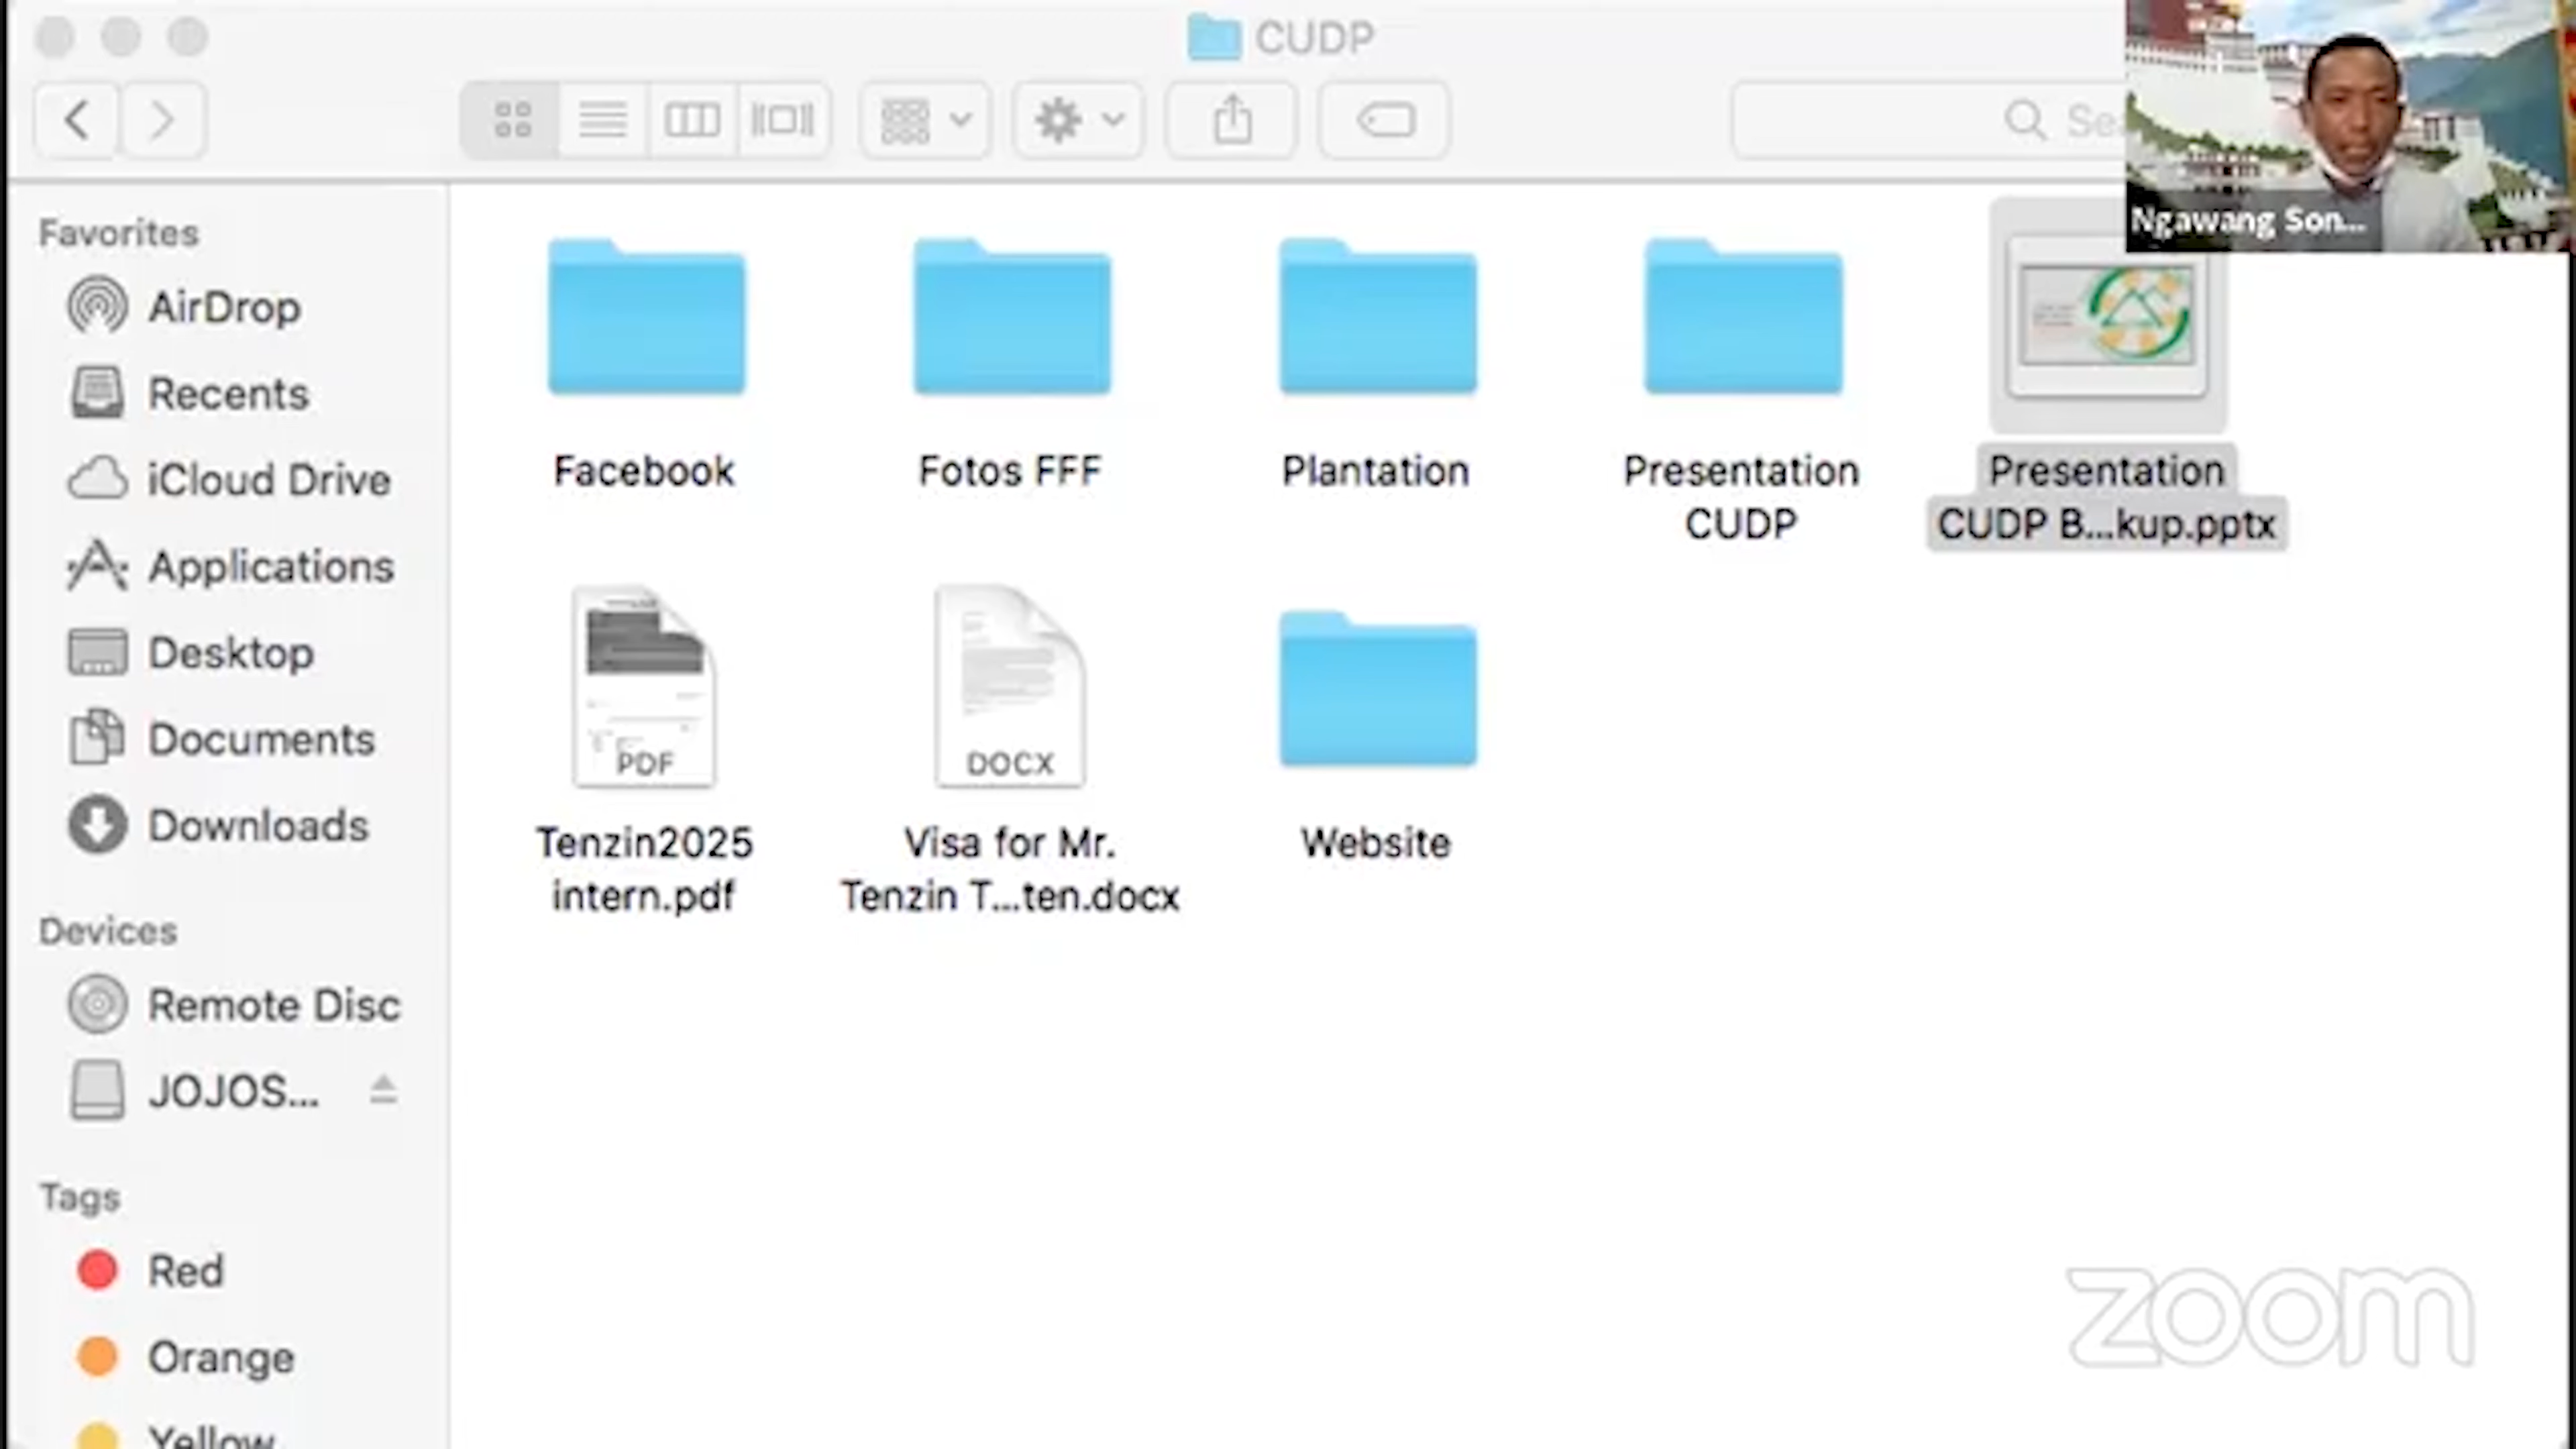 CUDP
Ngawang Son...
Favorites
AirDrop
Recents
iCloud Drive
Applications
Desktop
Documents
Downloads
Devices
Remote Disc
JOJOS...
Tags
Red
Orange
Yellow
Facebook
Fotos FFF
Plantation
Presentation
CUDP
Presentation
CUDP B...kup.pptx
PDF
DOCX
Tenzin2025
intern.pdf
Visa for Mr.
Tenzin T...ten.docx
Website
zoom